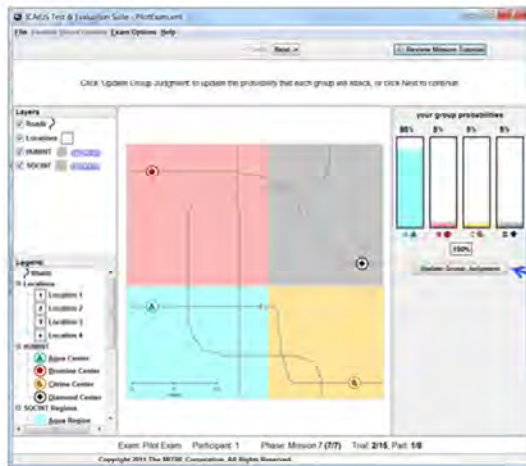 ICArUS Test & Evaluation Suite - PilotExam.xml
File
Exam Options Help
Next >
Review Mission Tutorial
Click 'Update Group Judgment' to update the probability that each group will attack, or click Next to continue
Layers
Roads
Locations
HUMINT
SOCINT
your group probabilities
85% 5% 5% 5%
A B C D
100%
Update Group Judgment
Legend
Roads
Locations
1 Location 1
2 Location 2
3 Location 3
4 Location 4
HUMINT
A Aqua Center
Bromine Center
C Citrine Center
Diamond Center
SOCINT Regions
Aqua Region
Exam: Pilot Exam Participant: 1 Phase: Mission 7 (7/7) Trial: 2/15, Part: 1/8
Copyright 2011 The MITRE Corporation. All Rights Reserved.